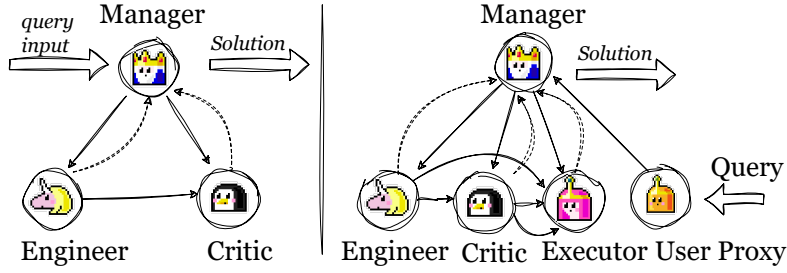 Manager
query
input
Solution
Engineer
Critic
Manager
Solution
Query
Engineer
Critic
Executor
User Proxy